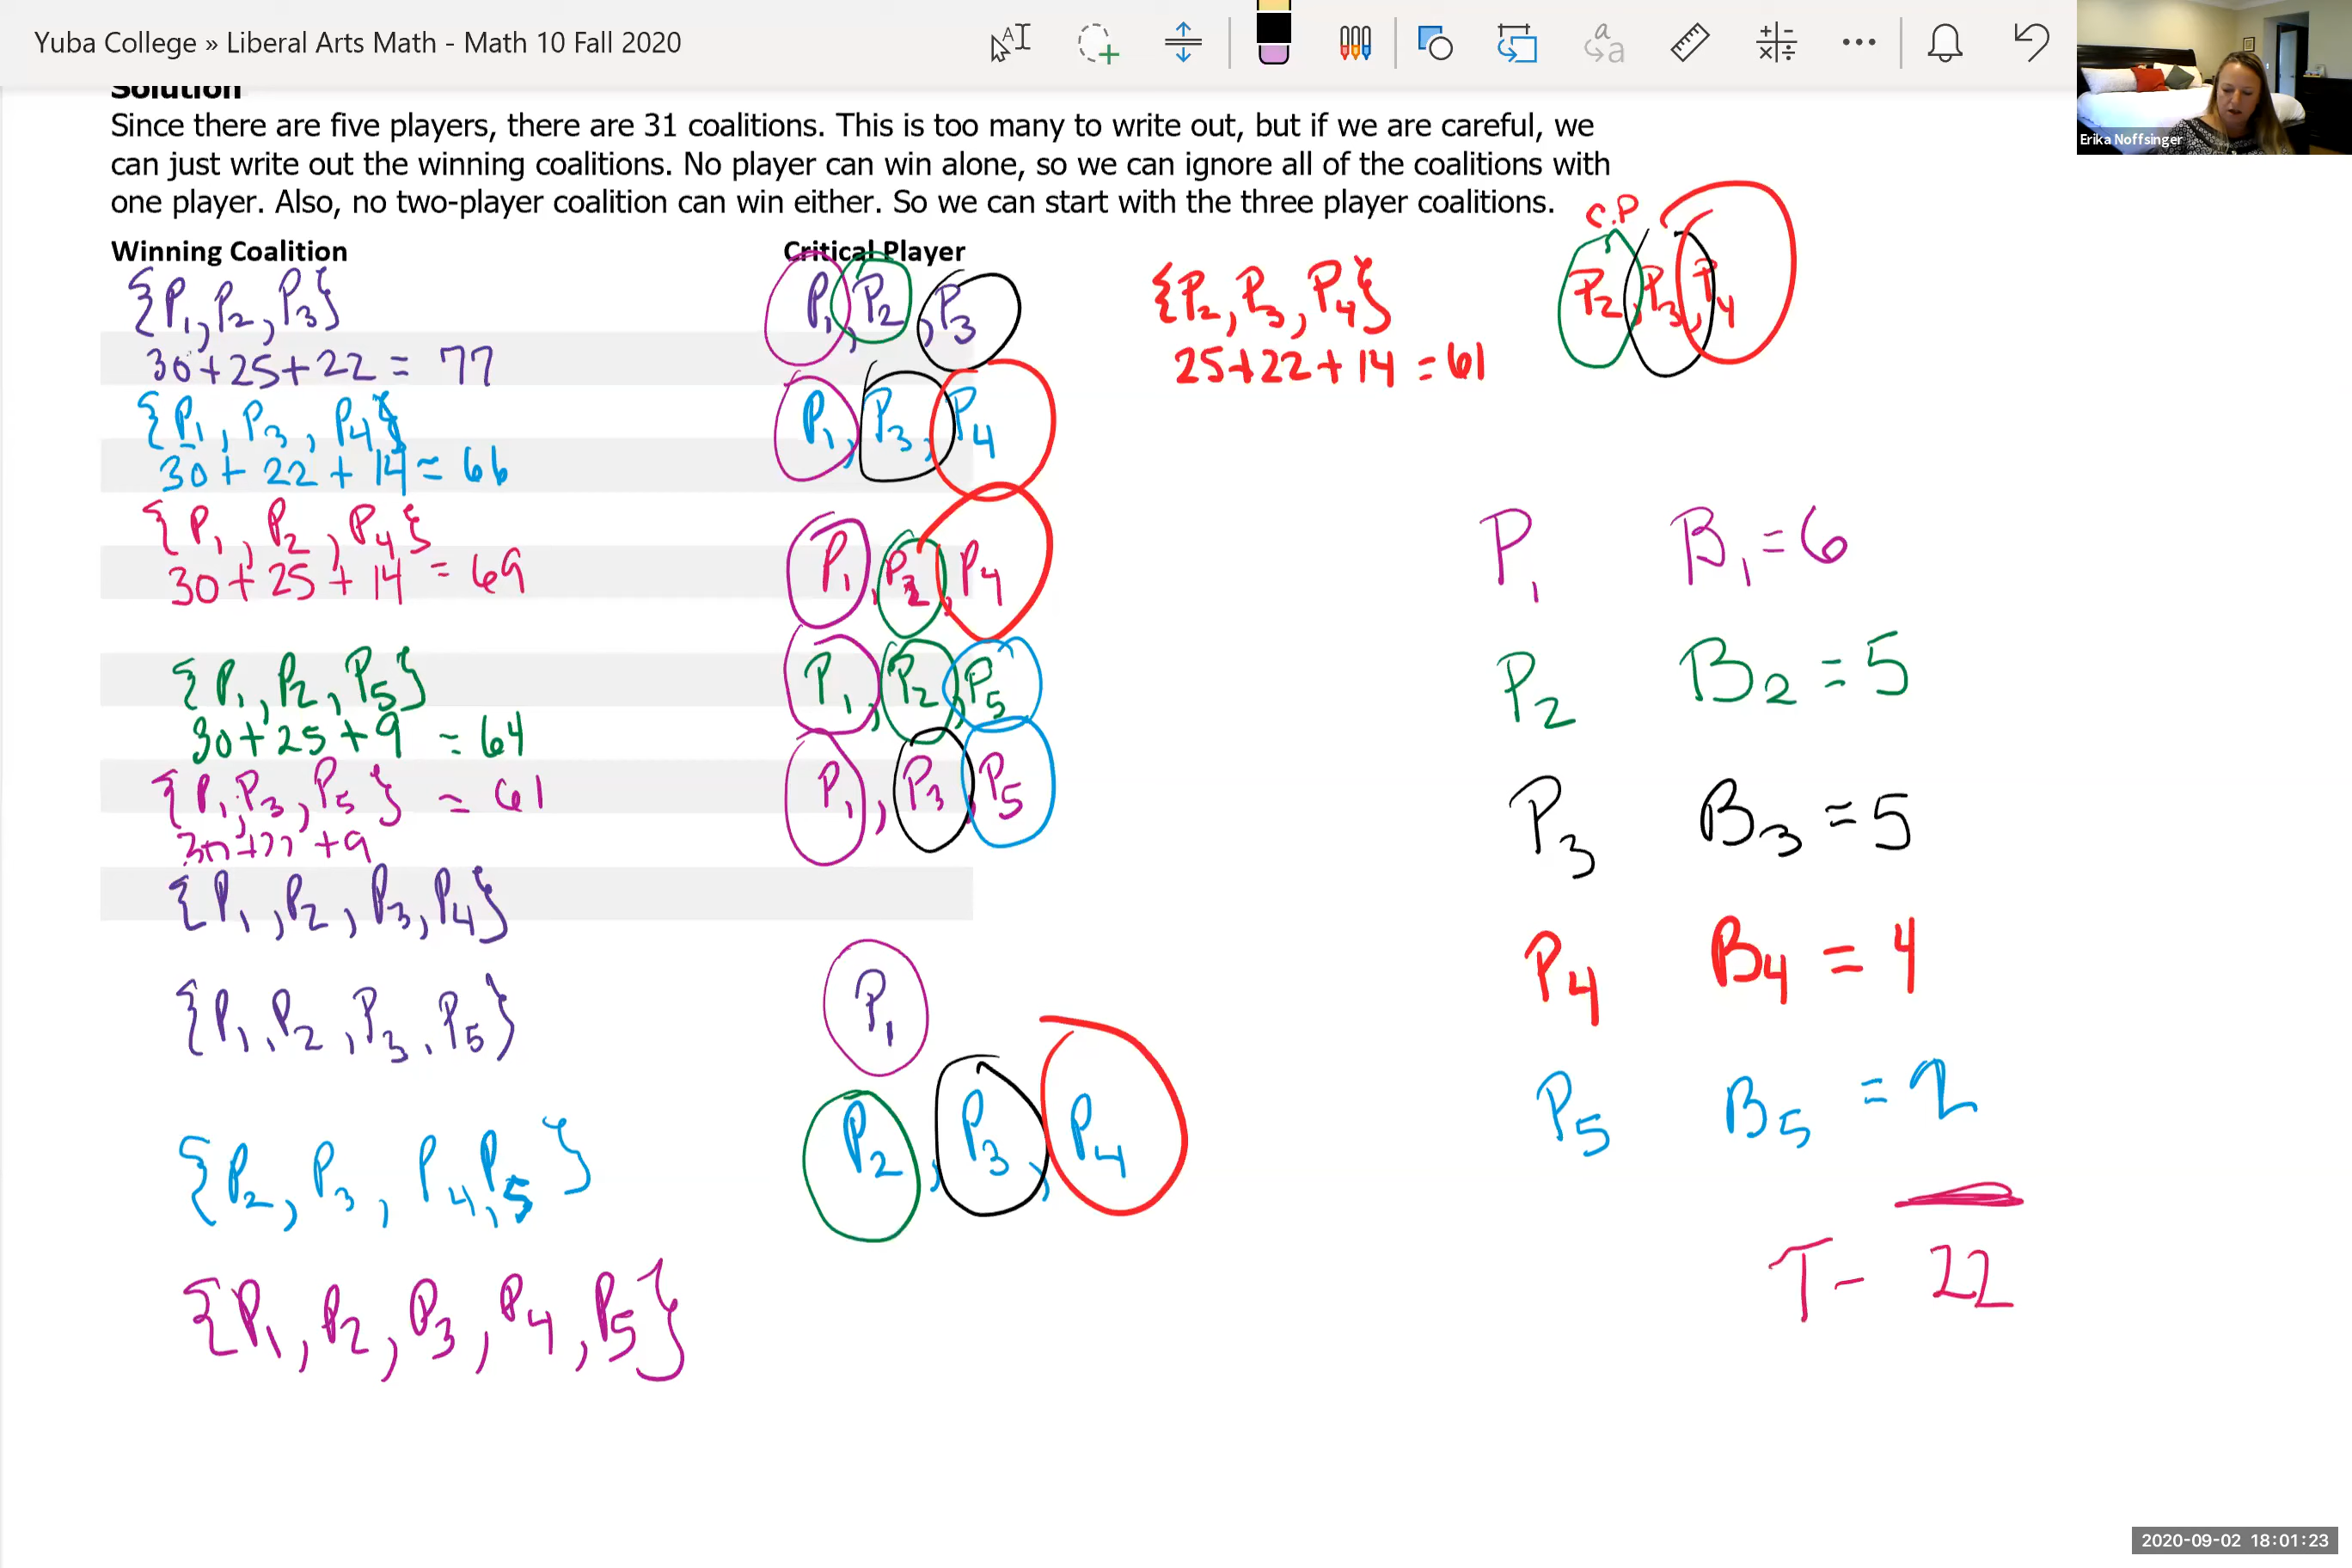 Yuba College » Liberal Arts Math - Math 10 Fall 2020
Erika Noffsinger
Solution
Since there are five players, there are 31 coalitions. This is too many to write out, but if we are careful, we
can just write out the winning coalitions. No player can win alone, so we can ignore all of the coalitions with
one player. Also, no two-player coalition can win either. So we can start with the three player coalitions.
Winning Coalition
{P1, P2, P3}
30+25+22 = 77
{P1, P3, P4}
30+22+14 = 66
{P1, P2, P4}
30+25+14 = 69
{P1, P2, P5}
30+25+9 = 64
{P1, P3, P5} = 61
30+22+9
{P1, P2, P3, P4}
{P1, P2, P3, P5}
{P2, P3, P4, P5}
{P1, P2, P3, P4, P5}
Critical Player
P1, P2, P3
P1, P3, P4
P1, P2, P4
P1, P2, P5
P1, P3, P5
P1
P2, P3, P4
{P2, P3, P4}
25+22+14 = 61
C.P
P2, P3, P4
P1 B1 = 6
P2 B2 = 5
P3 B3 = 5
P4 B4 = 4
P5 B5 = 2
T - 22
2020-09-02 18:01:23